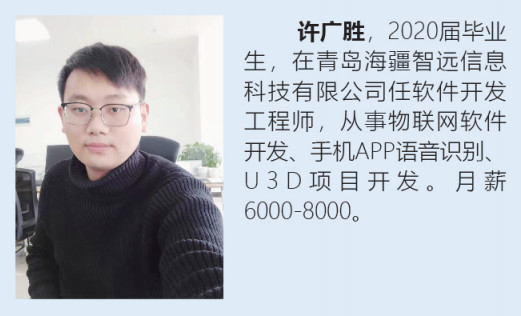 许广胜，2020届毕业
生，在青岛海疆智远信息
科技有限公司任软件开发
工程师，从事物联网软件
开发、手机APP语音识别、
U3D项目开发。月薪
6000-8000。